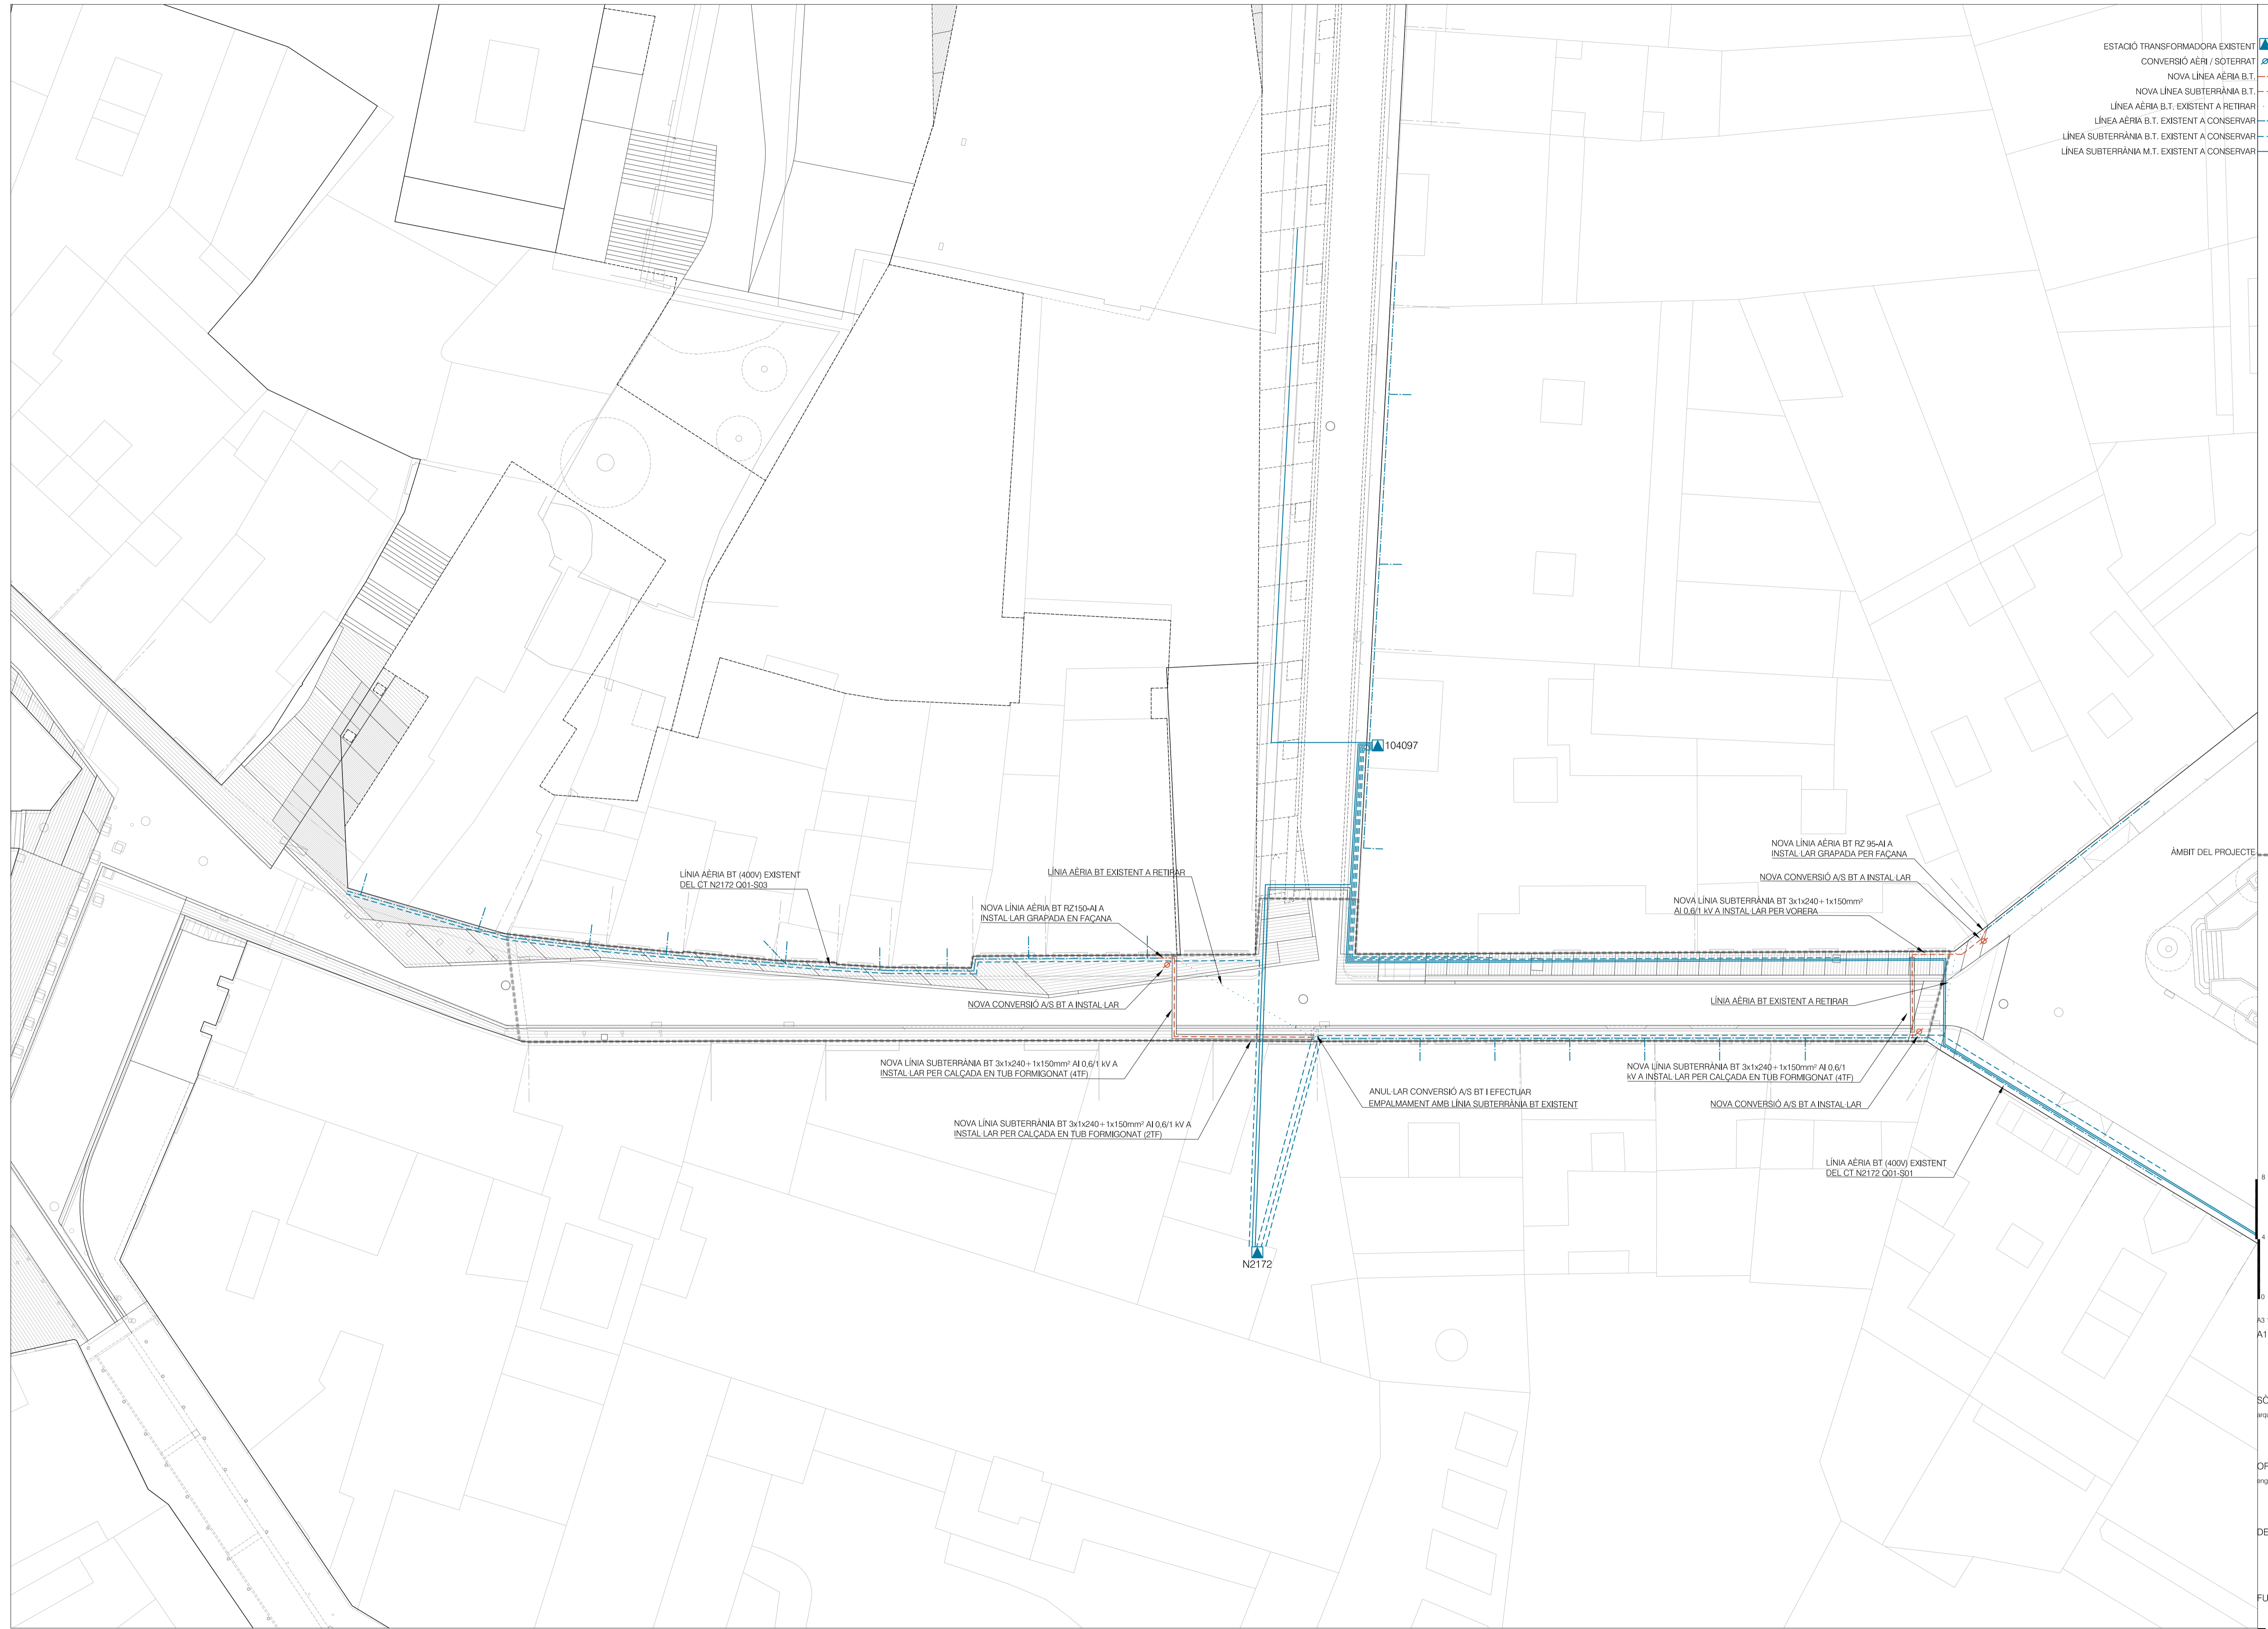 ESTACIÓ TRANSFORMADORA EXISTENT
CONVERSIÓ AÈRI / SOTERRAT
NOVA LÍNEA AÈRIA B.T.
NOVA LÍNEA SUBTERRÀNIA B.T.
LÍNEA AÈRIA B.T. EXISTENT A RETIRAR
LÍNEA AÈRIA B.T. EXISTENT A CONSERVAR
LÍNEA SUBTERRÀNIA B.T. EXISTENT A CONSERVAR
LÍNEA SUBTERRÀNIA M.T. EXISTENT A CONSERVAR
104097
NOVA LÍNIA AÈRIA BT RZ 95-Al A
INSTAL·LAR GRAPADA PER FAÇANA
ÀMBIT DEL PROJECTE
NOVA CONVERSIÓ A/S BT A INSTAL·LAR
LÍNIA AÈRIA BT (400V) EXISTENT
DEL CT N2172 Q01-S03
LÍNIA AÈRIA BT EXISTENT A RETIRAR
NOVA LÍNIA AÈRIA BT RZ150-Al A
INSTAL·LAR GRAPADA EN FAÇANA
NOVA LÍNIA SUBTERRÀNIA BT 3x1x240+1x150mm²
Al 0,6/1 kV A INSTAL·LAR PER VORERA
NOVA CONVERSIÓ A/S BT A INSTAL·LAR
LÍNIA AÈRIA BT EXISTENT A RETIRAR
NOVA LÍNIA SUBTERRÀNIA BT 3x1x240+1x150mm² Al 0,6/1 kV A
INSTAL·LAR PER CALÇADA EN TUB FORMIGONAT (4TF)
NOVA LÍNIA SUBTERRÀNIA BT 3x1x240+1x150mm² Al 0,6/1
kV A INSTAL·LAR PER CALÇADA EN TUB FORMIGONAT (4TF)
ANUL·LAR CONVERSIÓ A/S BT I EFECTUAR
EMPALMAMENT AMB LÍNIA SUBTERRÀNIA BT EXISTENT
NOVA CONVERSIÓ A/S BT A INSTAL·LAR
NOVA LÍNIA SUBTERRÀNIA BT 3x1x240+1x150mm² Al 0,6/1 kV A
INSTAL·LAR PER CALÇADA EN TUB FORMIGONAT (2TF)
LÍNIA AÈRIA BT (400V) EXISTENT
DEL CT N2172 Q01-S01
N2172
8
4
0
A3
A1